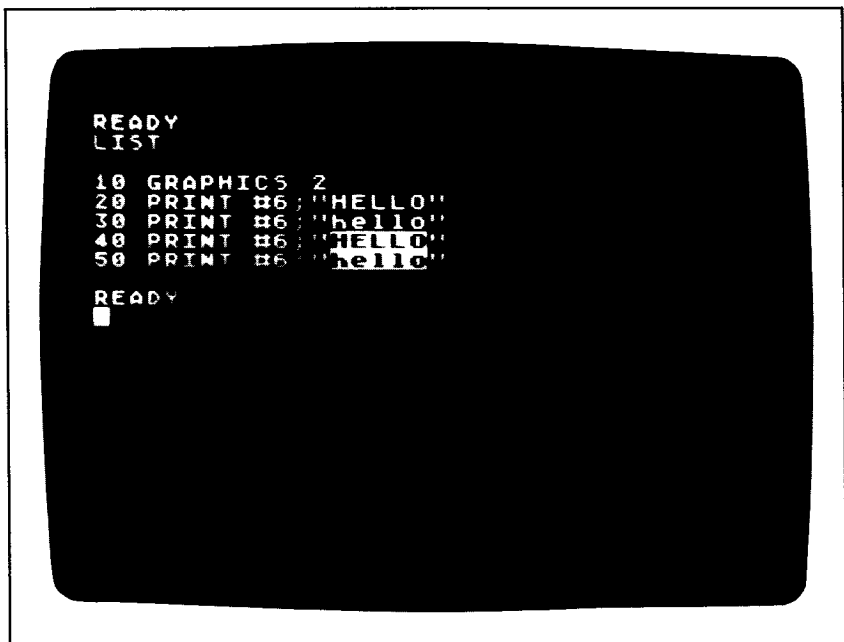 READY
LIST
10 GRAPHICS 2
20 PRINT #6;"HELLO"
30 PRINT #6;"hello"
40 PRINT #6;"HELLO"
50 PRINT #6;"hello"
READY